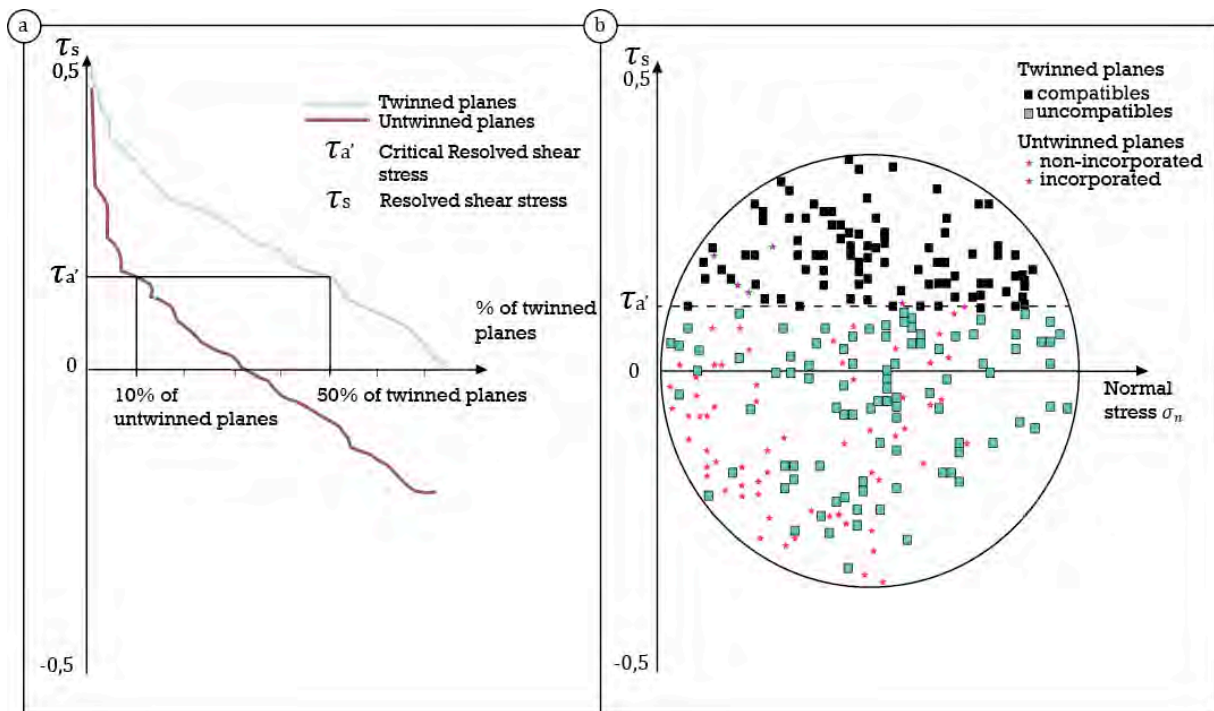 a
τs
0,5
Twinned planes
Untwinned planes
τa' Critical Resolved shear
stress
τs Resolved shear stress
τa'
% of twinned
planes
0
10% of
untwinned planes
50% of twinned planes
-0,5
b
τs
0,5
Twinned planes
compatibles
uncompatibles
Untwinned planes
non-incorporated
incorporated
τa'
0
Normal
stress σn
-0,5